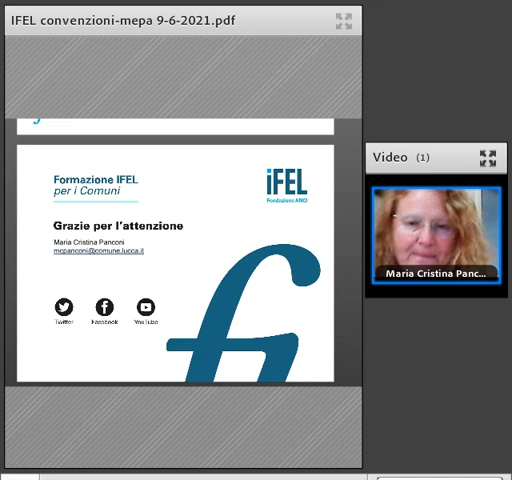 IFEL convenzioni-mepa 9-6-2021.pdf
Formazione IFEL
per i Comuni
iFEL
Fondazione ANCI
Grazie per l'attenzione
Maria Cristina Panconi
mcpanconi@comune.lucca.it
Twitter
Facebook
YouTube
Video (1)
Maria Cristina Panc...